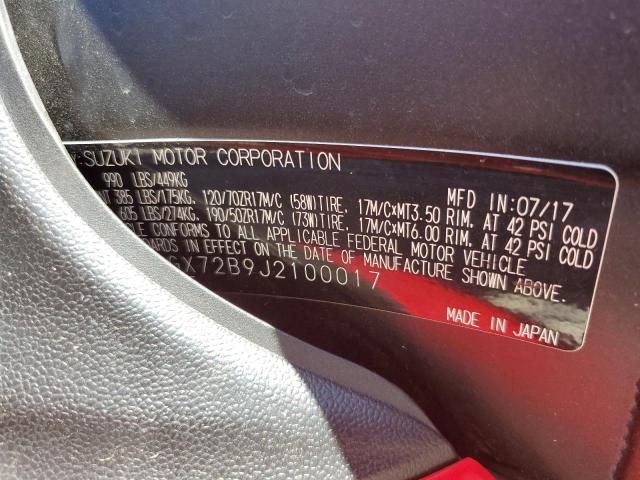 Y: SUZUKI MOTOR CORPORATION MFD IN:07/17
990 LBS/449KG
NT 385 LBS/175KG, 120/70ZR17M/C (58W)TIRE, 17M/CxMT3.50 RIM, AT 42 PSI COLD
605 LBS/274KG, 190/50ZR17M/C (73W)TIRE, 17M/CxMT6.00 RIM, AT 42 PSI COLD
CLE CONFORMS TO ALL APPLICABLE FEDERAL MOTOR VEHICLE
DARDS IN EFFECT ON THE DATE OF MANUFACTURE SHOWN ABOVE.
GX72B9J2100017
MADE IN JAPAN